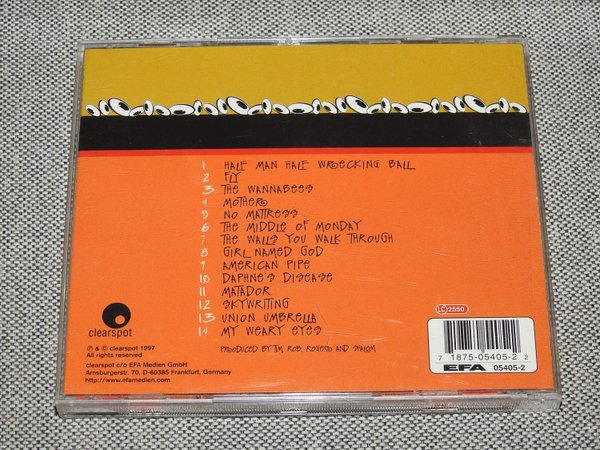 1 HALF MAN HALF WRECKING BALL
2 FLY
3 THE WANNABEES
4 MOTHER
5 NO MATTRESS
6 THE MIDDLE OF MONDAY
7 THE WALLS YOU WALK THROUGH
8 GIRL NAMED GOD
9 AMERICAN PIPE
10 DAPHNE'S DISEASE
11 MATADOR
12 SKYWRITING
13 UNION UMBRELLA
14 MY WEARY EYES
PRODUCED BY TIM ROB, ROGERIO AND SHALOM
clearspot
℗ & © clearspot 1997
All rights reserved
clearspot c/o EFA Medien GmbH
Arnsburgerstr. 70, D-60385 Frankfurt, Germany
http://www.efamedien.com
LC 2550
7 18750-5405-2 2
EFA 05405-2